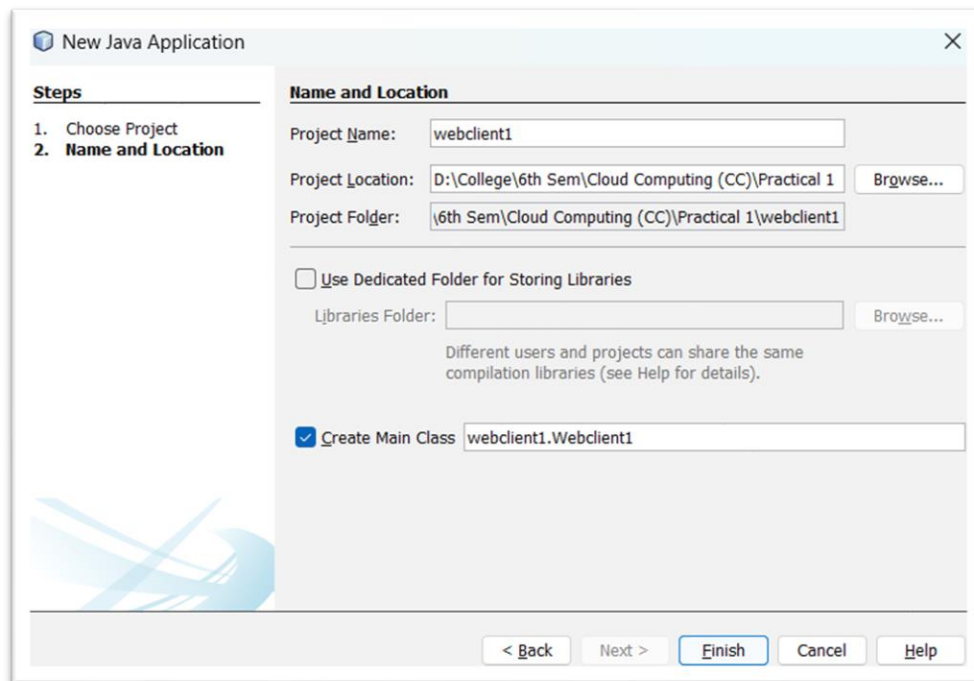 New Java Application
Steps
1. Choose Project
2. Name and Location
Name and Location
Project Name: webclient1
Project Location: D:\College\6th Sem\Cloud Computing (CC)\Practical 1 Browse...
Project Folder: \6th Sem\Cloud Computing (CC)\Practical 1\webclient1
Use Dedicated Folder for Storing Libraries
Libraries Folder: Browse...
Different users and projects can share the same
compilation libraries (see Help for details).
Create Main Class webclient1.Webclient1
< Back Next > Finish Cancel Help